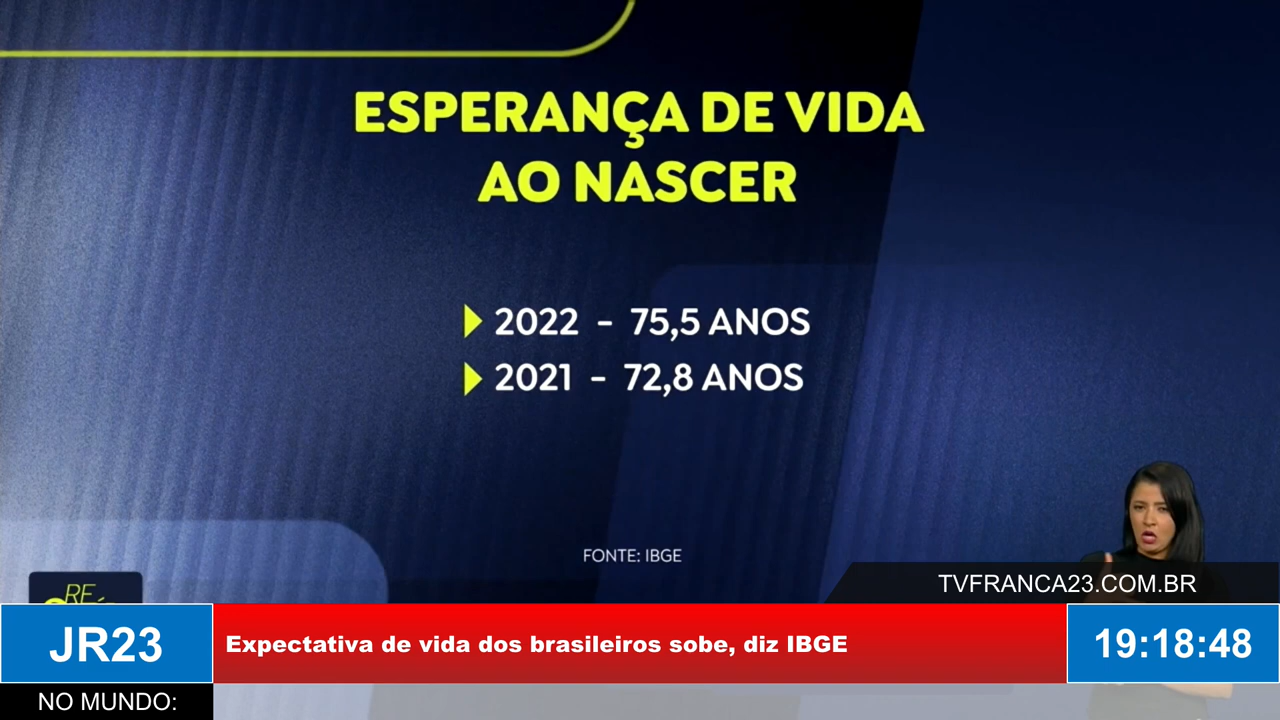 ESPERANÇA DE VIDA
AO NASCER
2022 - 75,5 ANOS
2021 - 72,8 ANOS
FONTE: IBGE
RE
TVFRANCA23.COM.BR
JR23
Expectativa de vida dos brasileiros sobe, diz IBGE
19:18:48
NO MUNDO: